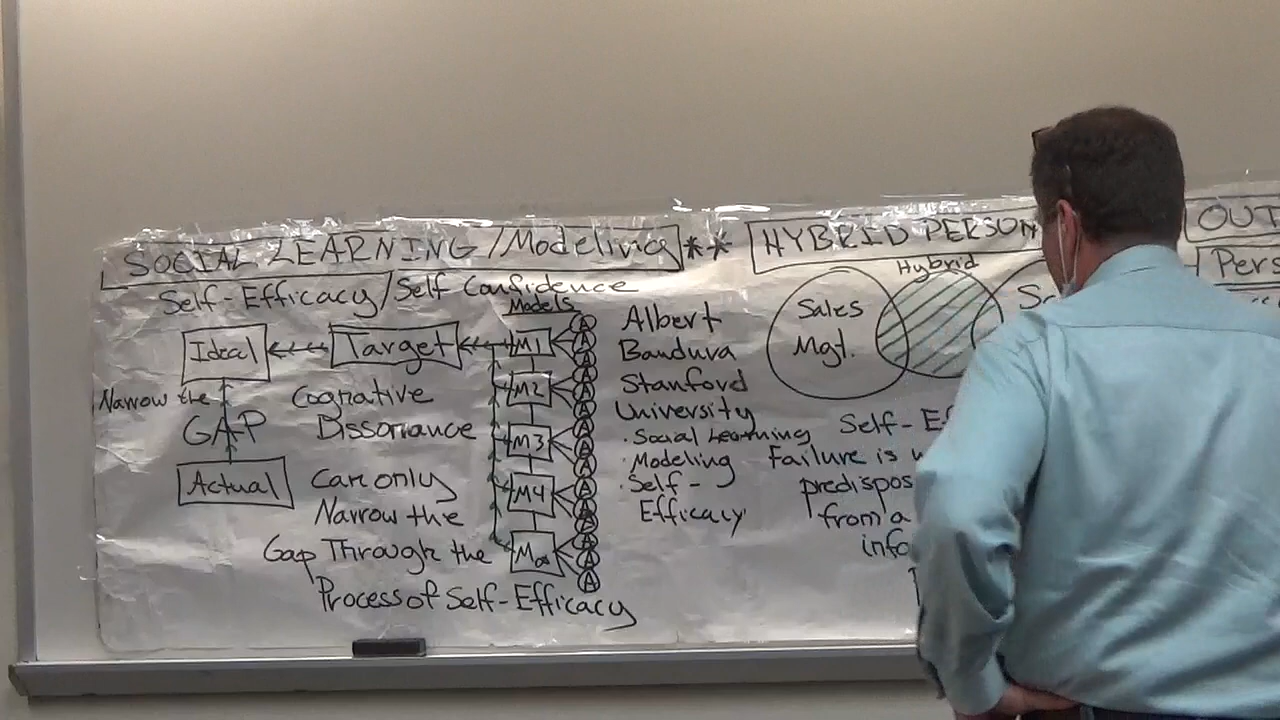 SOCIAL LEARNING/Modeling **
Self-Efficacy/Self Confidence
Models
Ideal
Target
M1
M2
M3
M4
M∞
A
A
A
A
A
A
A
A
A
A
A
A
A
Narrow the
GAP
Actual
Cognative
Dissonance
Can only
Narrow the
Gap Through the
Process of Self-Efficacy
Albert
Bandura
Stanford
University
· Social Learning
· Modeling
· Self-
Efficacy
HYBRID PERSON
Hybrid
Sales
Mgt.
Self-E
Failure is
predispos
from a
info
OUT
Pers